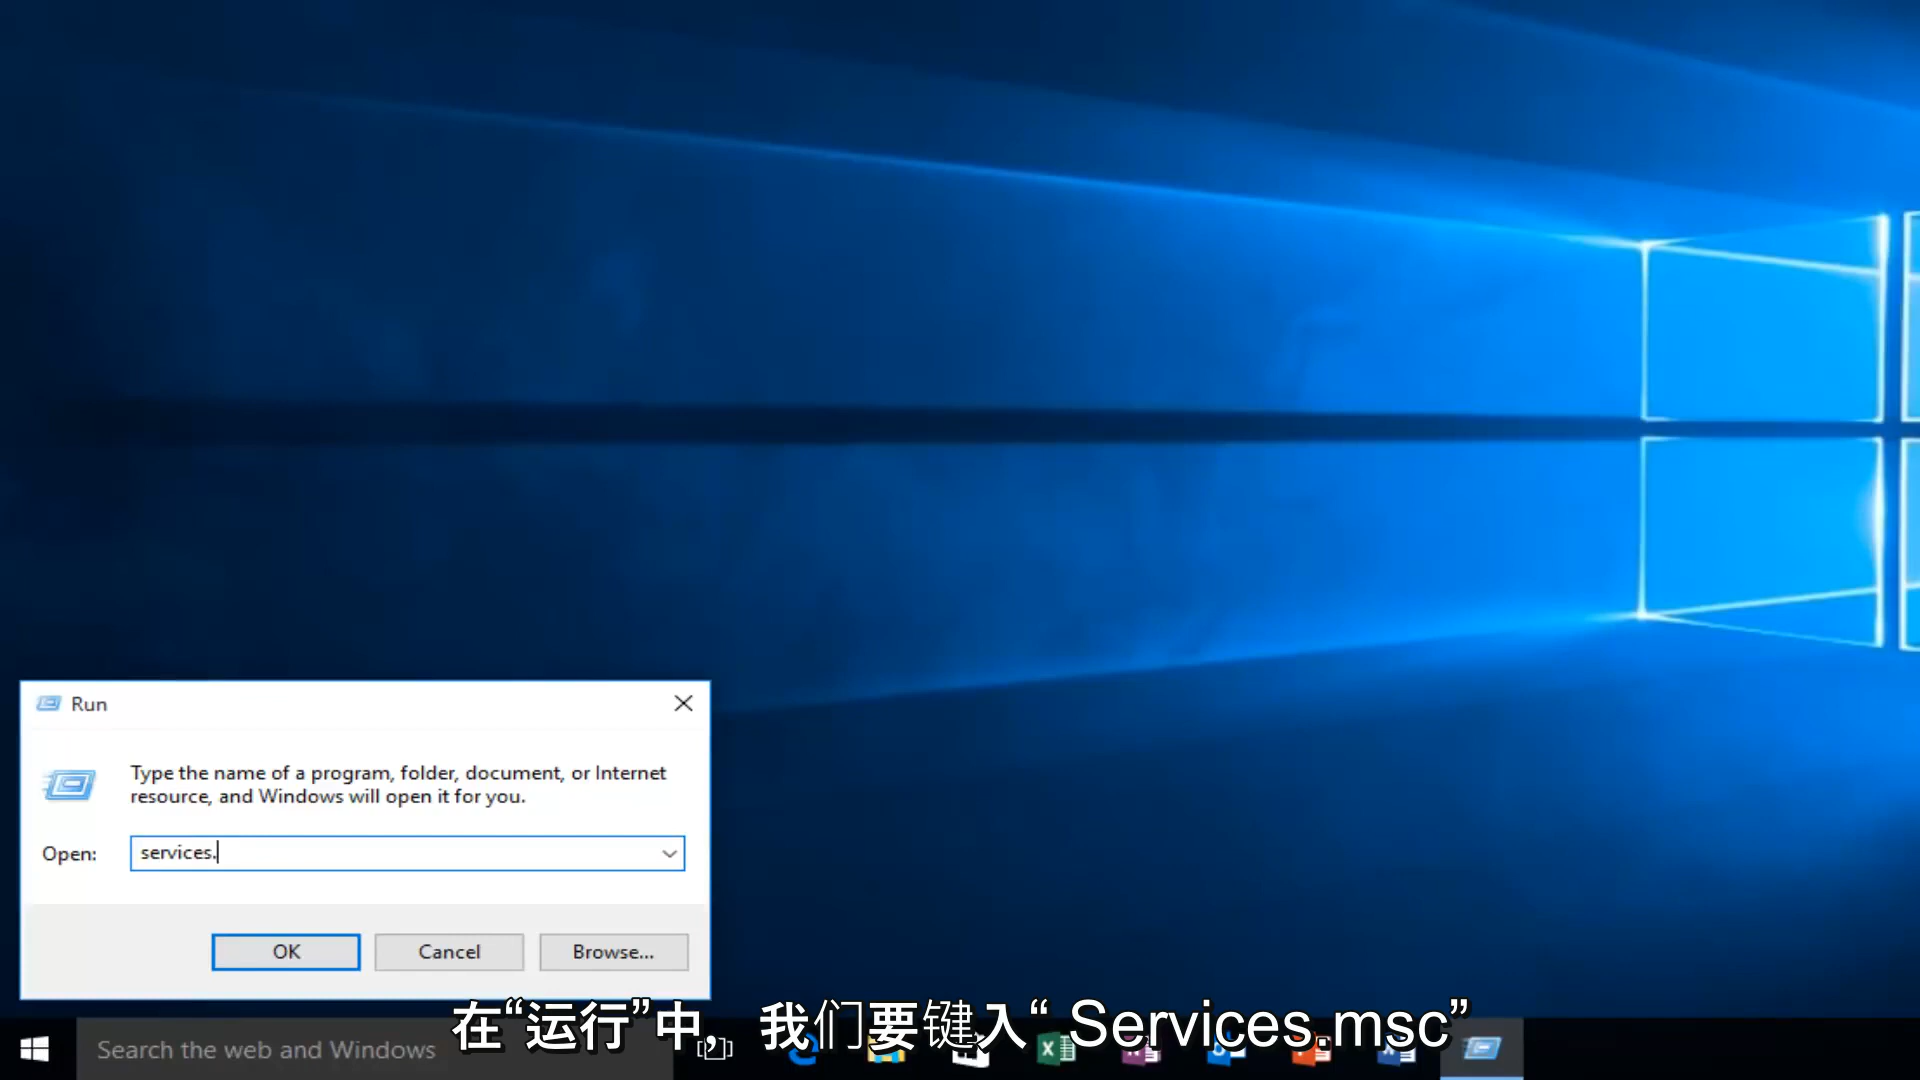 Run
Type the name of a program, folder, document, or Internet
resource, and Windows will open it for you.
Open:
services.
OK
Cancel
Browse...
在“运行”中，我们要键入“ Services.msc”
Search the web and Windows